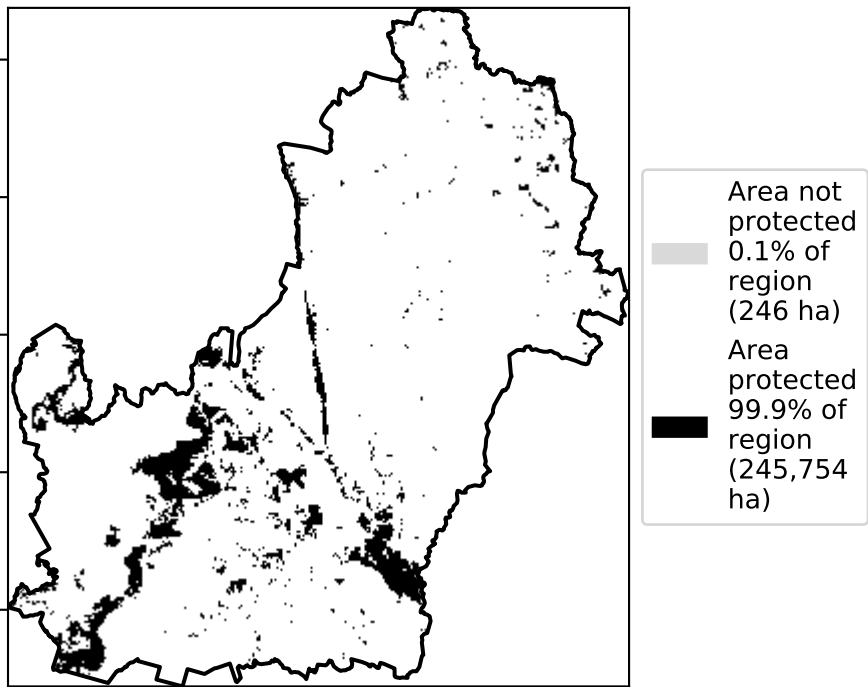 Area not
protected
0.1% of
region
(246 ha)
Area
protected
99.9% of
region
(245,754
ha)